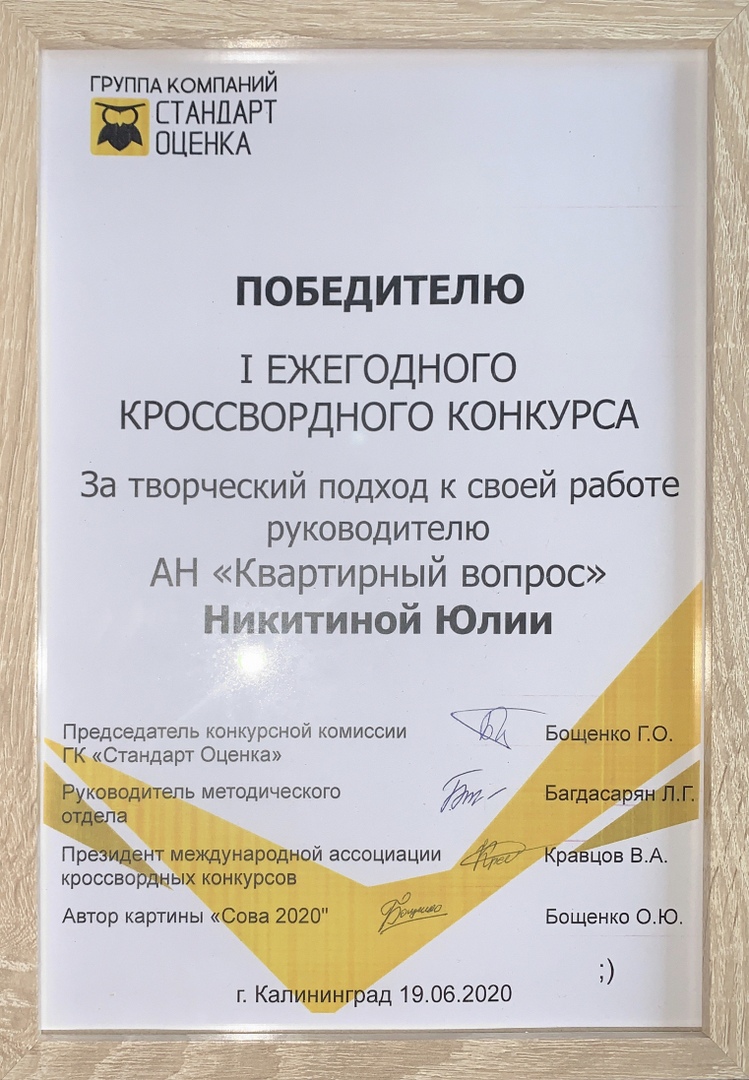 ГРУППА КОМПАНИЙ
СТАНДАРТ
ОЦЕНКА
ПОБЕДИТЕЛЮ
I ЕЖЕГОДНОГО
КРОССВОРДНОГО КОНКУРСА
За творческий подход к своей работе
руководителю
АН «Квартирный вопрос»
Никитиной Юлии
Председатель конкурсной комиссии
ГК «Стандарт Оценка»
Бощенко Г.О.
Руководитель методического
отдела
Багдасарян Л.Г.
Президент международной ассоциации
кроссвордных конкурсов
Кравцов В.А.
Автор картины «Сова 2020"
Бощенко О.Ю.
;)
г. Калининград 19.06.2020